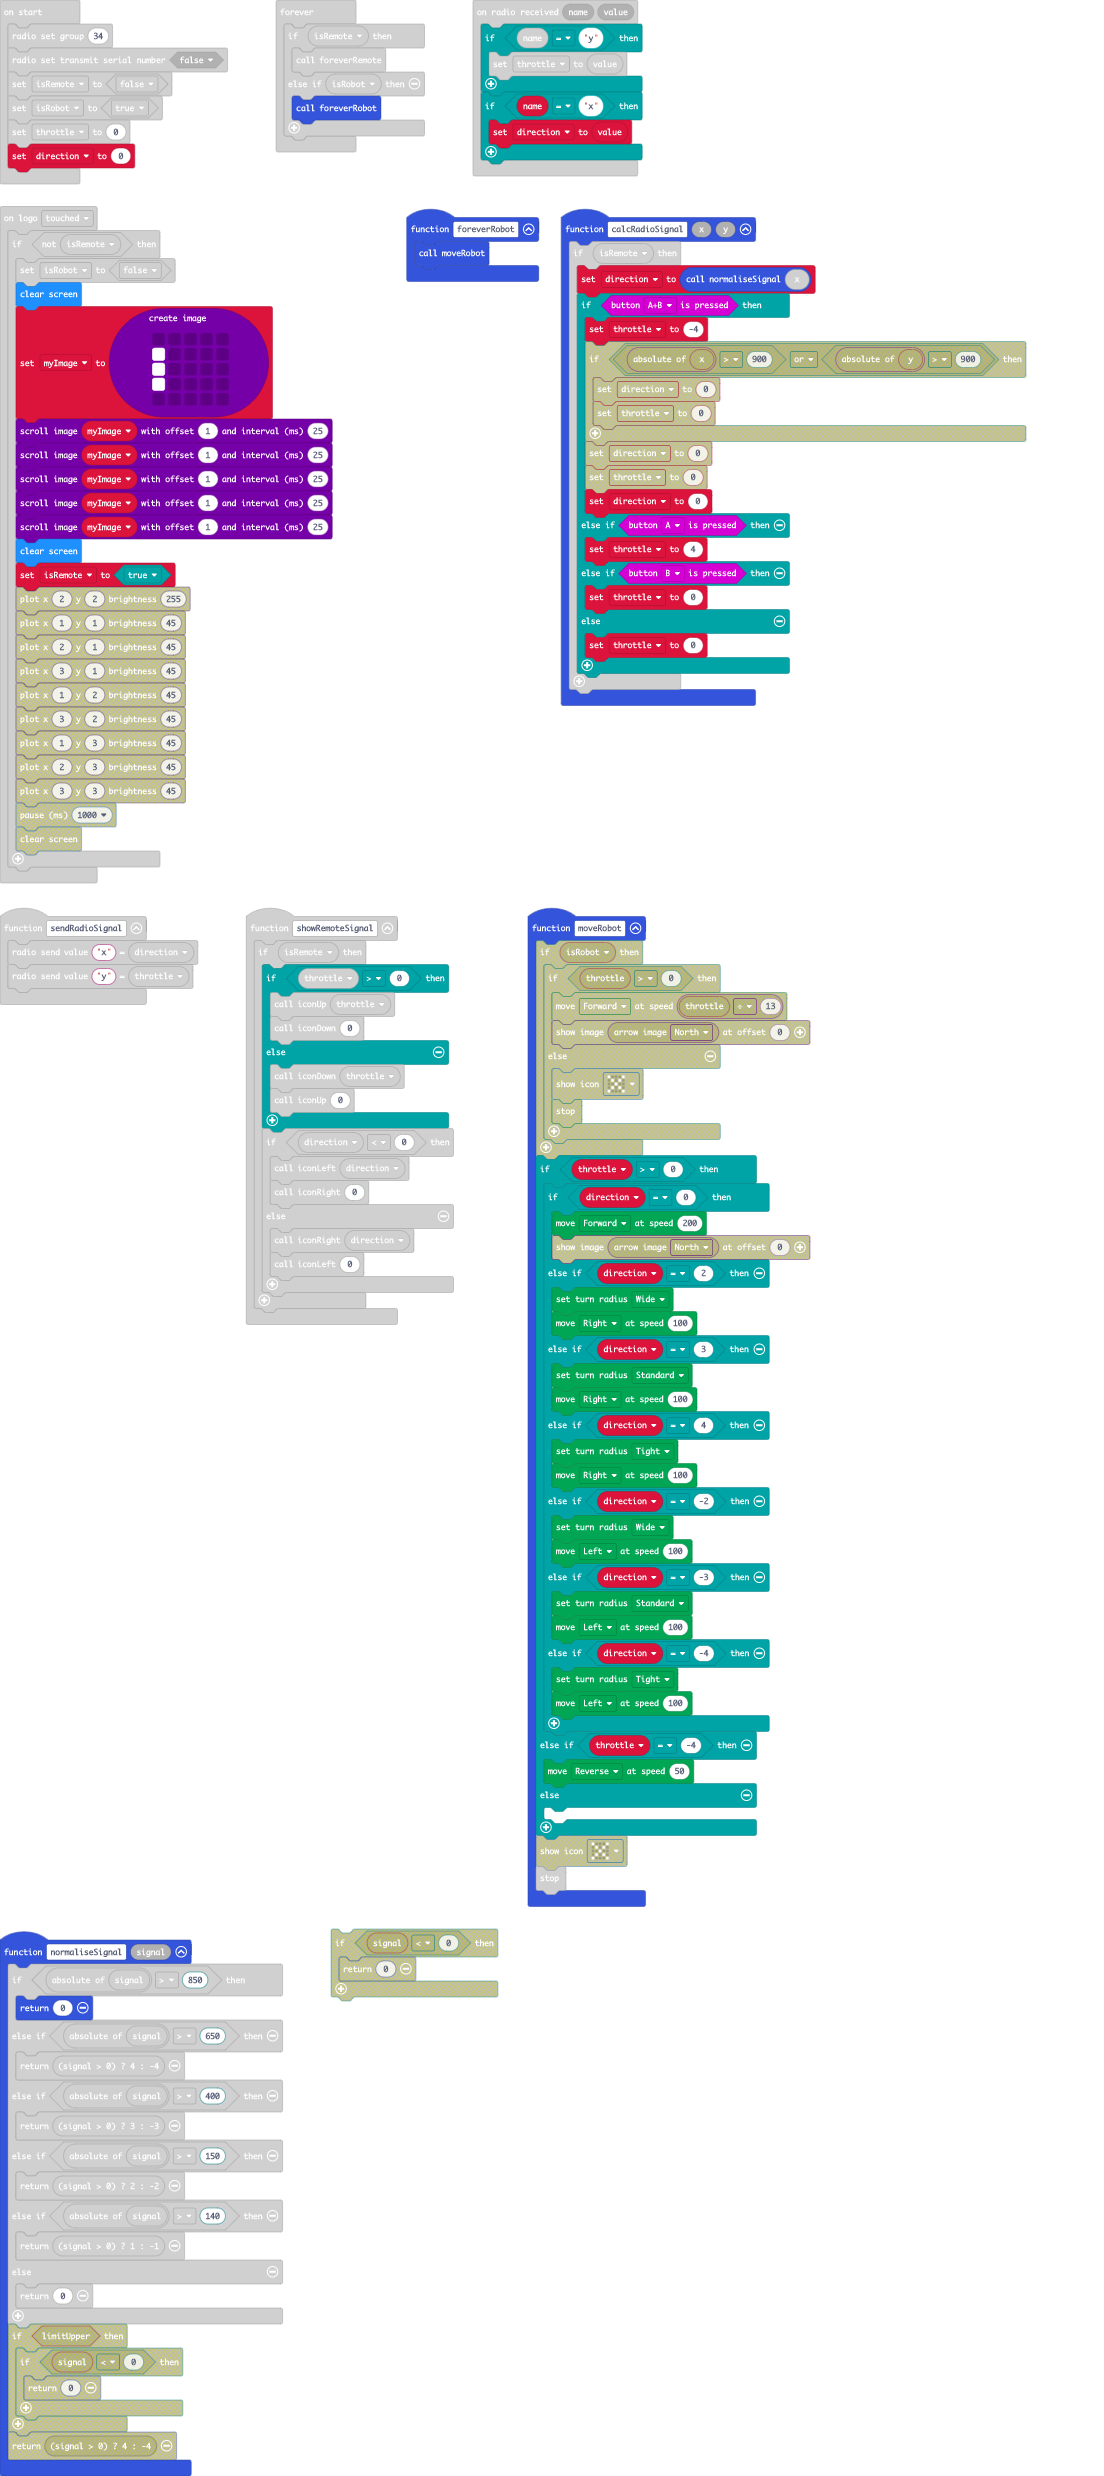 on start
radio set group 34
radio set transmit serial number false
set isRemote to false
set isRobot to true
set throttle to 0
set direction to 0
forever
if isRemote then
call foreverRemote
else if isRobot then
call foreverRobot
on radio received name value
if name = "y" then
set throttle to value
if name = "x" then
set direction to value
on logo touched
if not isRemote then
set isRobot to false
clear screen
create image
set myImage to
scroll image myImage with offset 1 and interval (ms) 25
scroll image myImage with offset 1 and interval (ms) 25
scroll image myImage with offset 1 and interval (ms) 25
scroll image myImage with offset 1 and interval (ms) 25
scroll image myImage with offset 1 and interval (ms) 25
clear screen
set isRemote to true
plot x 2 y 2 brightness 255
plot x 1 y 1 brightness 45
plot x 2 y 1 brightness 45
plot x 3 y 1 brightness 45
plot x 1 y 2 brightness 45
plot x 3 y 2 brightness 45
plot x 1 y 3 brightness 45
plot x 2 y 3 brightness 45
plot x 3 y 3 brightness 45
pause (ms) 1000
clear screen
function foreverRobot
call moveRobot
function calcRadioSignal x y
if isRemote then
set direction to call normaliseSignal x
if button A+B is pressed then
set throttle to -4
if absolute of x > 900 or absolute of y > 900 then
set direction to 0
set throttle to 0
set direction to 0
set throttle to 0
set direction to 0
else if button A is pressed then
set throttle to 4
else if button B is pressed then
set throttle to 0
else
set throttle to 0
function sendRadioSignal
radio send value "x" = direction
radio send value "y" = throttle
function showRemoteSignal
if isRemote then
if throttle > 0 then
call iconUp throttle
call iconDown 0
else
call iconDown throttle
call iconUp 0
if direction < 0 then
call iconLeft direction
call iconRight 0
else
call iconRight direction
call iconLeft 0
function moveRobot
if isRobot then
if throttle > 0 then
move Forward at speed throttle ÷ 13
show image arrow image North at offset 0
else
show icon
stop
if throttle > 0 then
if direction = 0 then
move Forward at speed 200
show image arrow image North at offset 0
else if direction = 2 then
set turn radius Wide
move Right at speed 100
else if direction = 3 then
set turn radius Standard
move Right at speed 100
else if direction = 4 then
set turn radius Tight
move Right at speed 100
else if direction = -2 then
set turn radius Wide
move Left at speed 100
else if direction = -3 then
set turn radius Standard
move Left at speed 100
else if direction = -4 then
set turn radius Tight
move Left at speed 100
else if throttle = -4 then
move Reverse at speed 50
else
show icon
stop
function normaliseSignal signal
if absolute of signal > 850 then
return 0
else if absolute of signal > 650 then
return (signal > 0) ? 4 : -4
else if absolute of signal > 400 then
return (signal > 0) ? 3 : -3
else if absolute of signal > 150 then
return (signal > 0) ? 2 : -2
else if absolute of signal > 140 then
return (signal > 0) ? 1 : -1
else
return 0
if limitUpper then
if signal < 0 then
return 0
return (signal > 0) ? 4 : -4
if signal < 0 then
return 0